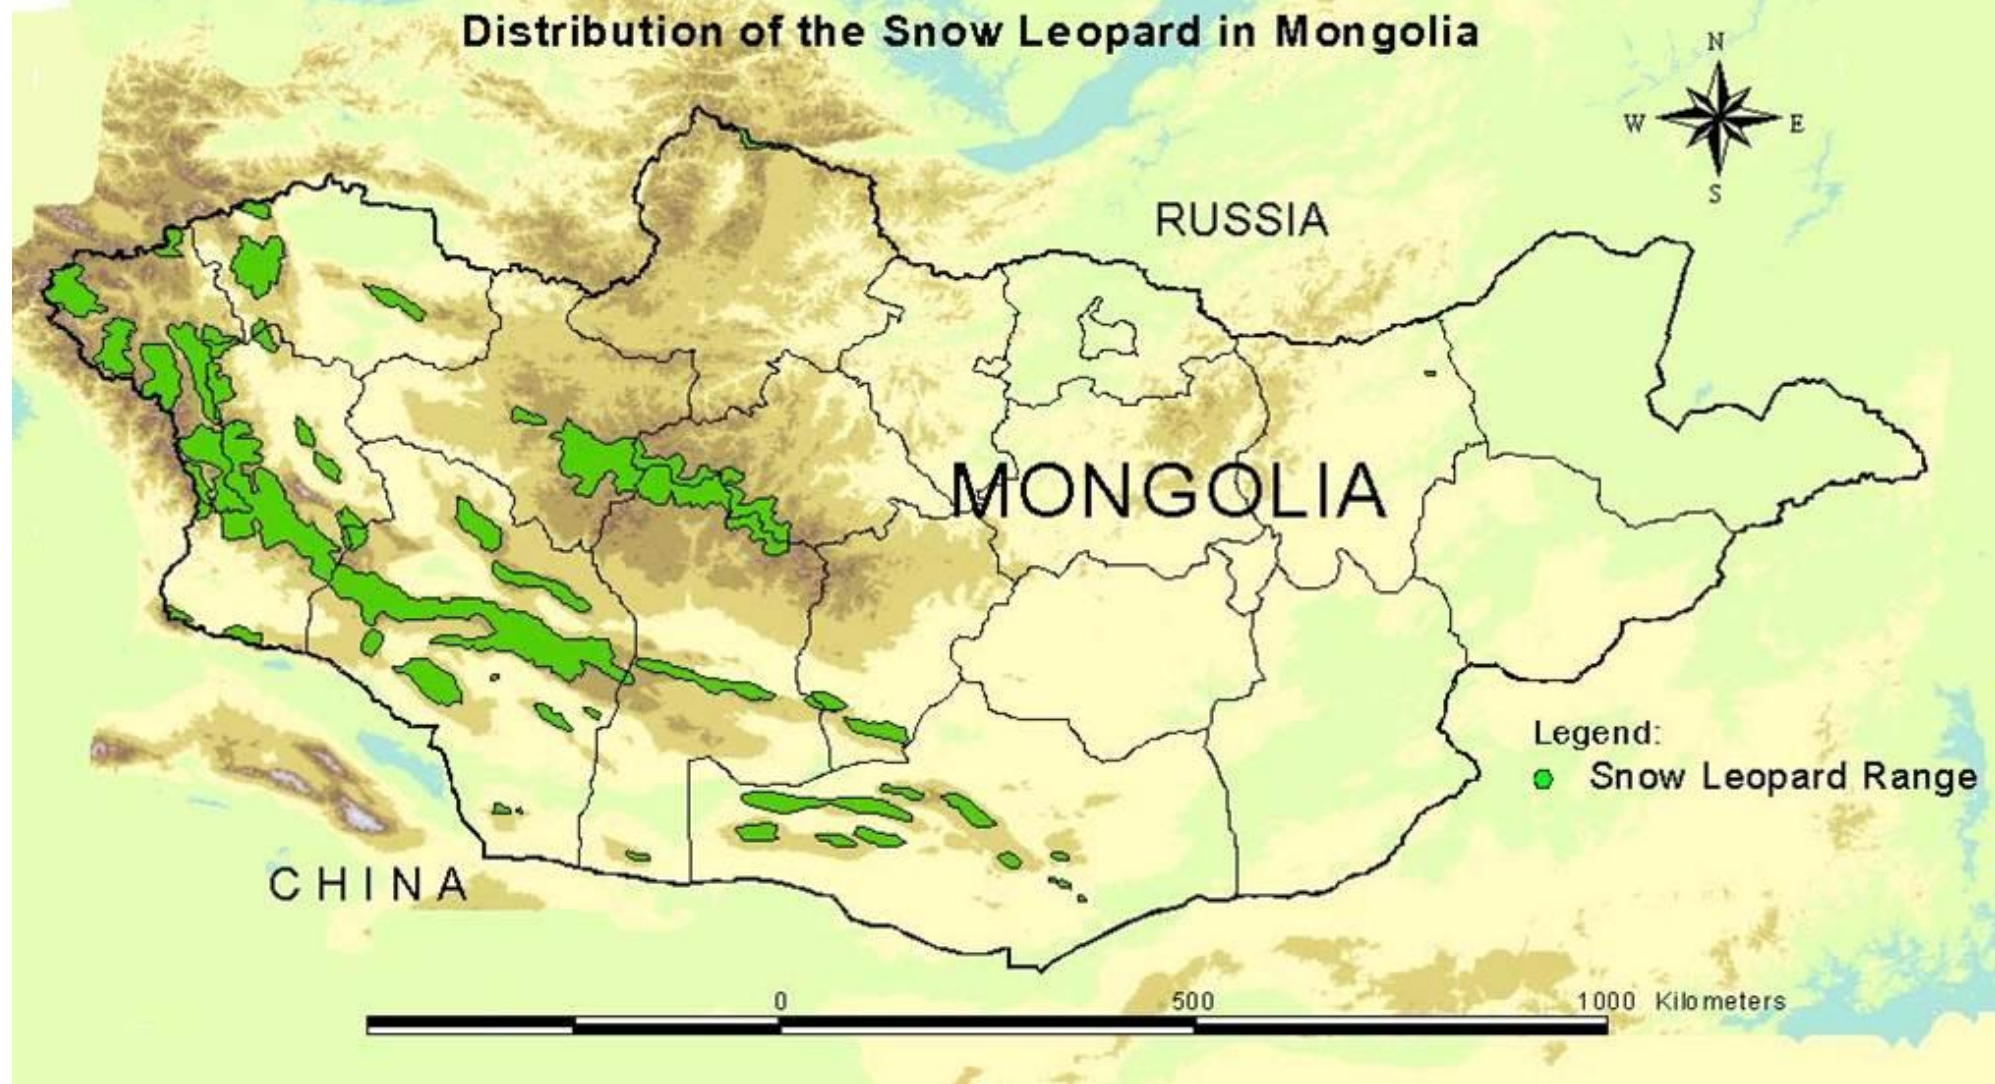 Distribution of the Snow Leopard in Mongolia
N
W E
S
RUSSIA
MONGOLIA
Legend:
Snow Leopard Range
CHINA
0 500 1000 Kilometers